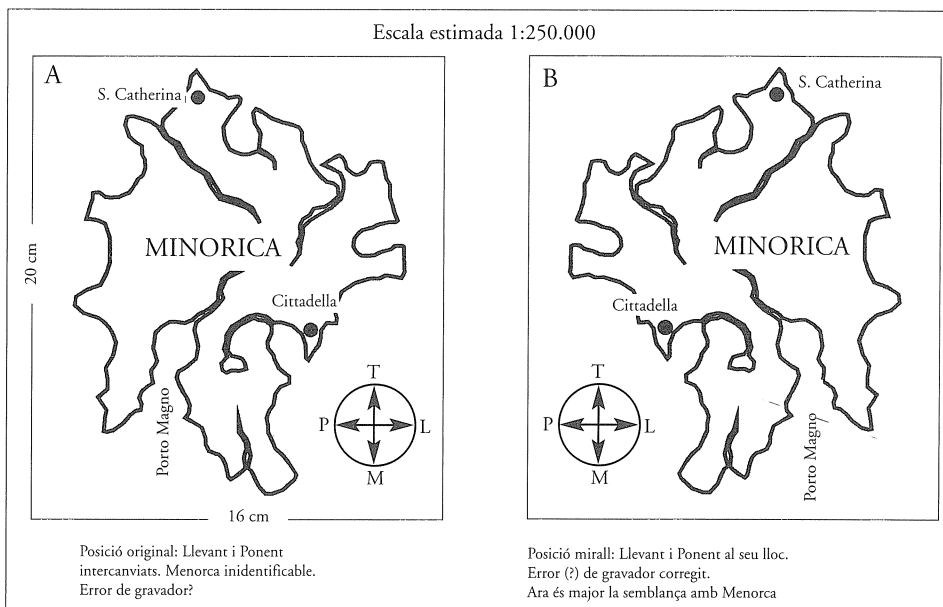 Escala estimada 1:250.000
A
S. Catherina
MINORICA
Cittadella
Porto Magno
T
P
L
M
20 cm
16 cm
Posició original: Llevant i Ponent
intercanviats. Menorca inidentificable.
Error de gravador?
B
S. Catherina
MINORICA
Cittadella
Porto Magno
T
P
L
M
Posició mirall: Llevant i Ponent al seu lloc.
Error (?) de gravador corregit.
Ara és major la semblança amb Menorca